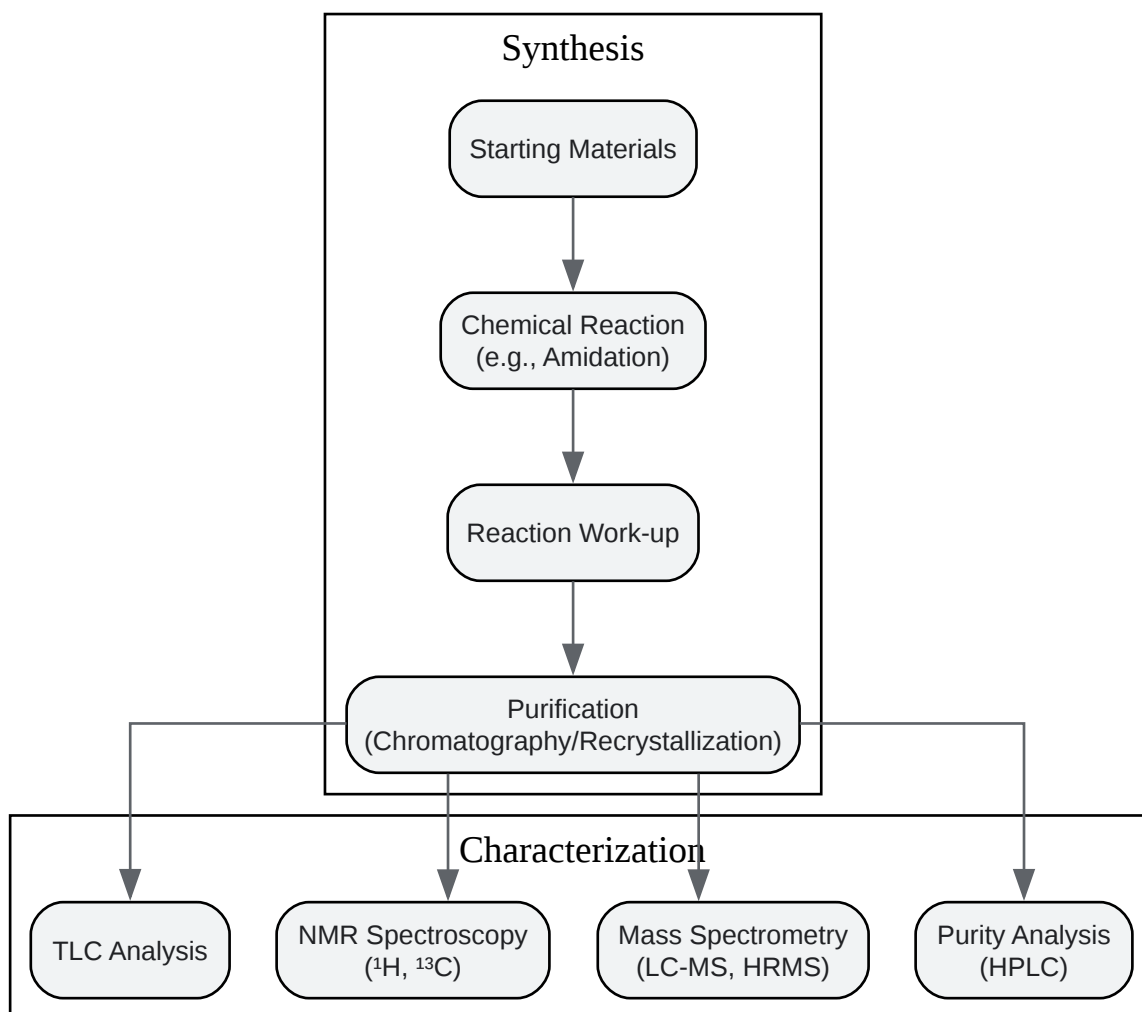 Synthesis
Starting Materials
Chemical Reaction
(e.g., Amidation)
Reaction Work-up
Purification
(Chromatography/Recrystallization)
Characterization
TLC Analysis
NMR Spectroscopy
(¹H, ¹³C)
Mass Spectrometry
(LC-MS, HRMS)
Purity Analysis
(HPLC)